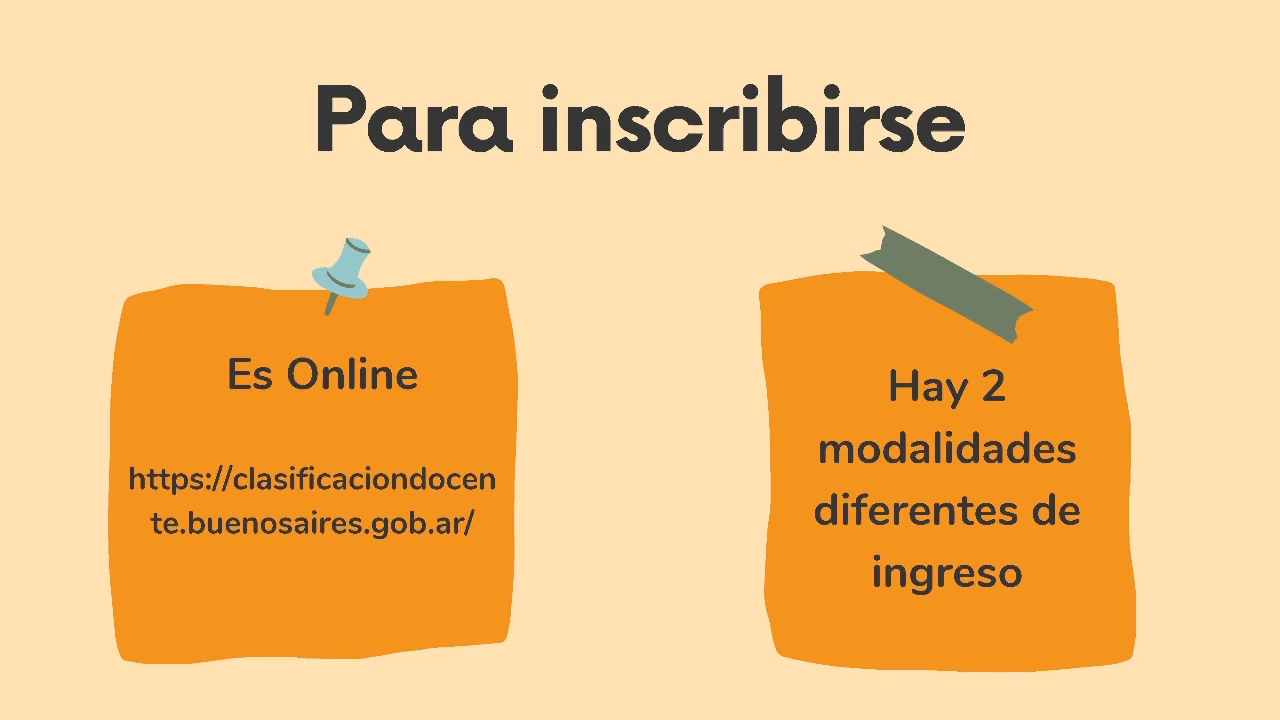 Para inscribirse
Es Online
https://clasificaciondocen
te.buenosaires.gob.ar/
Hay 2
modalidades
diferentes de
ingreso